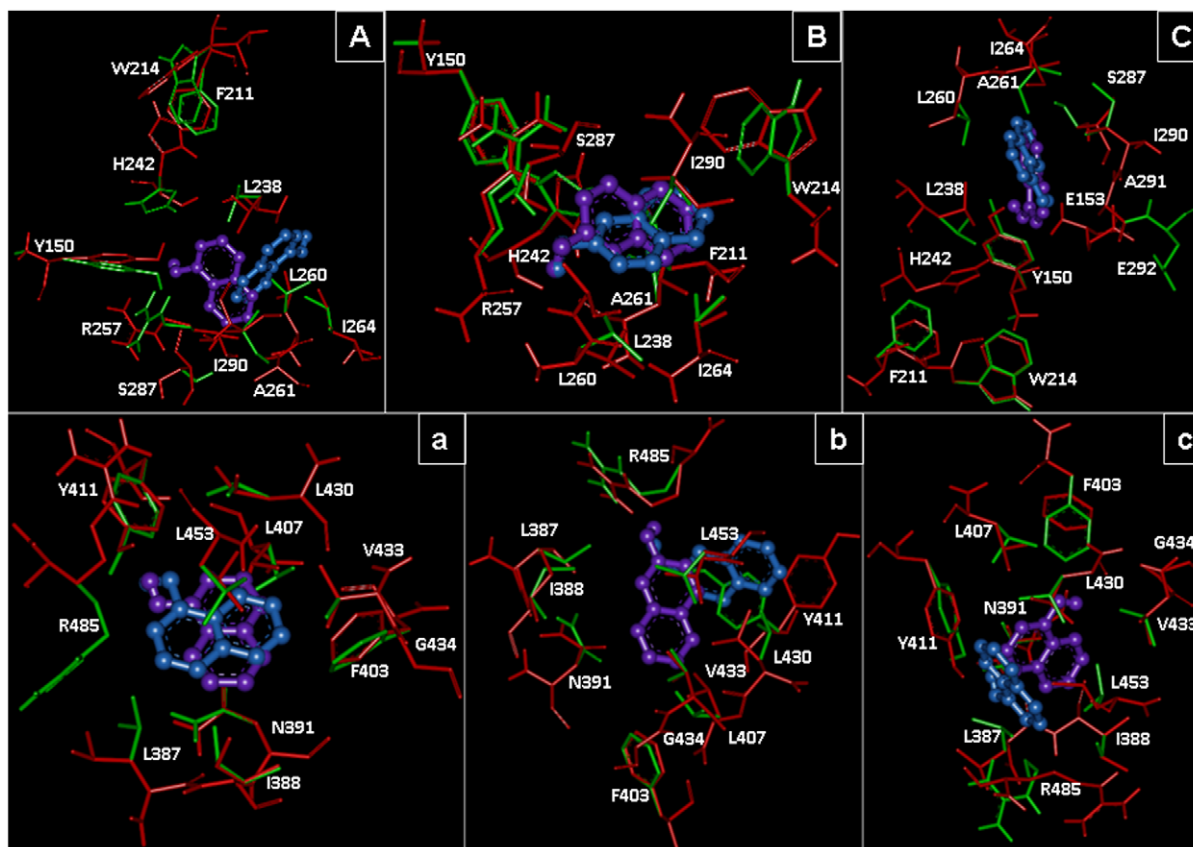 A
W214
F211
H242
L238
Y150
L260
R257
I264
I290
S287
A261
B
Y150
S287
I290
W214
H242
F211
R257
A261
L238
L260
I264
C
I264
A261
S287
L260
I290
A291
L238
E153
H242
Y150
E292
F211
W214
a
Y411
L430
L453
L407
V433
R485
G434
F403
N391
L387
I388
b
R485
L387
L453
I388
Y411
N391
V433
L430
G434
L407
F403
c
F403
L407
G434
L430
N391
V433
Y411
L453
L387
I388
R485